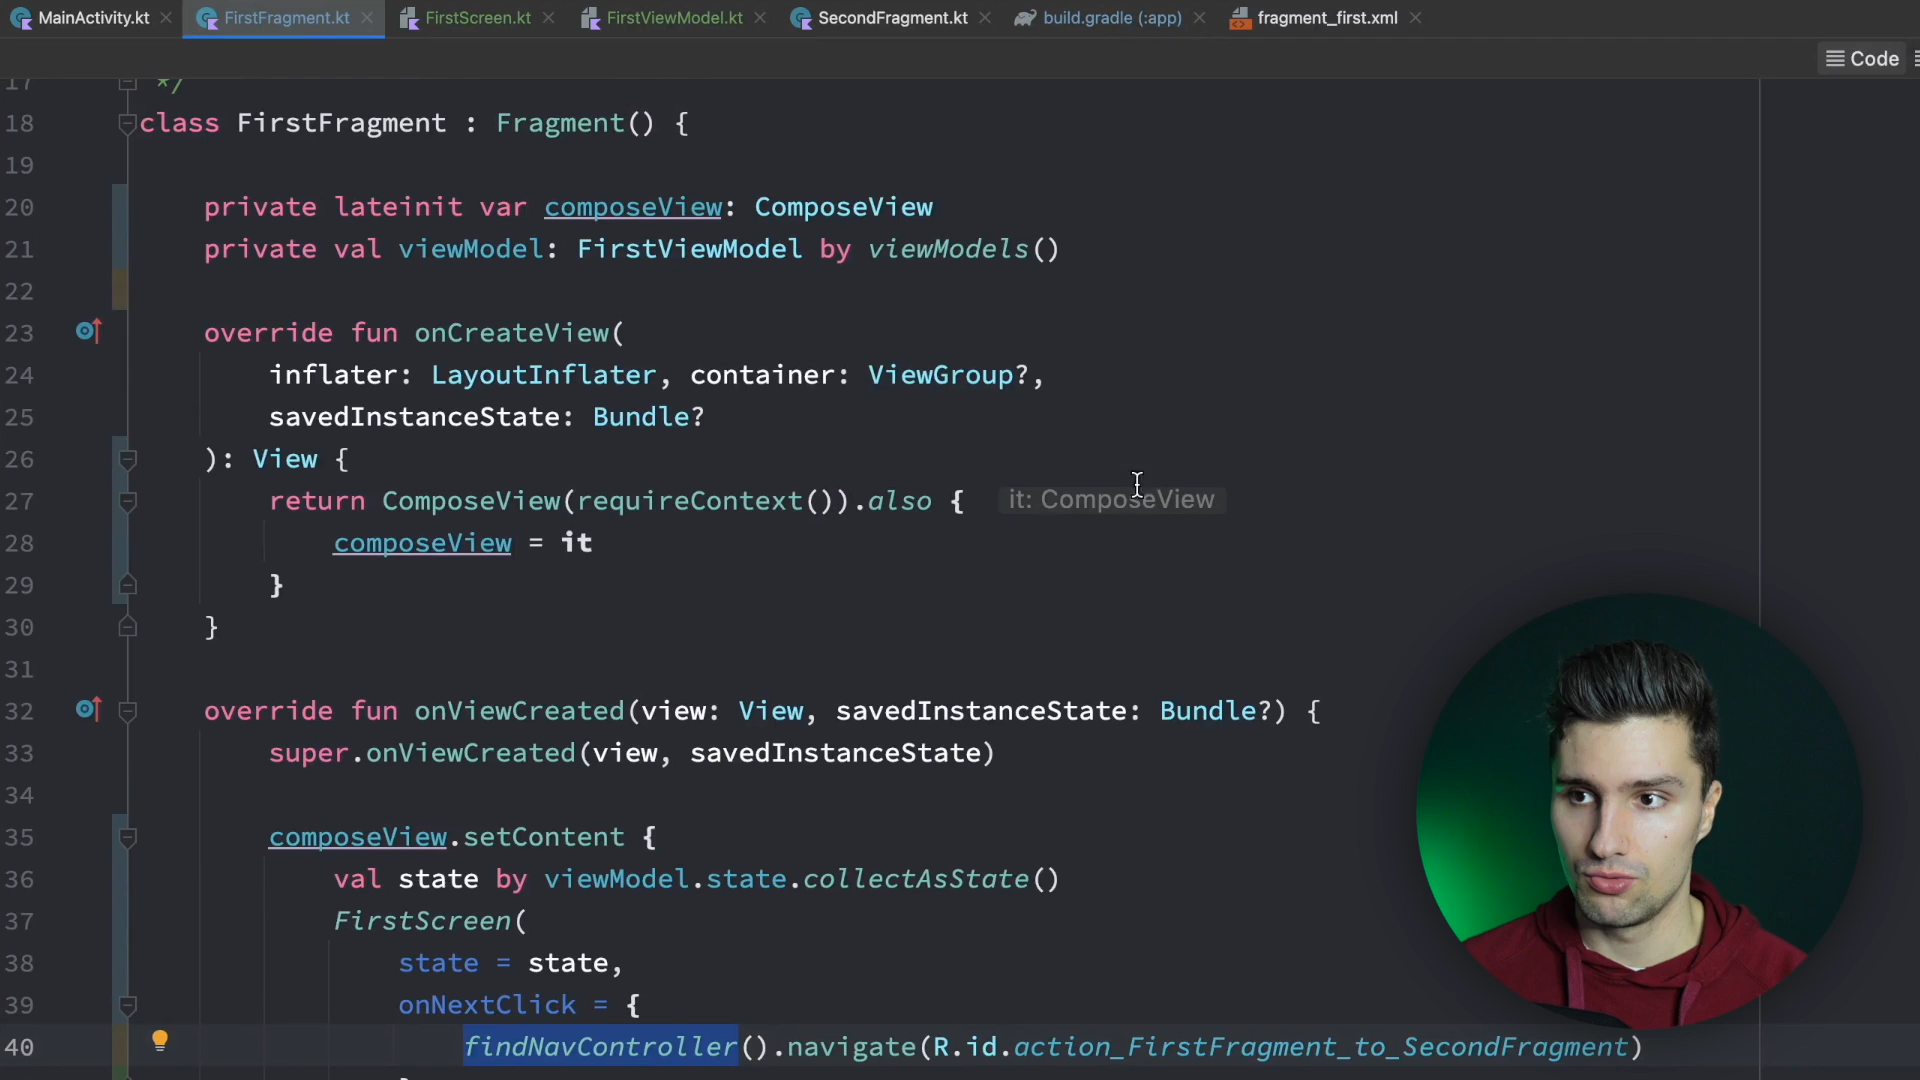 MainActivity.kt FirstFragment.kt FirstScreen.kt FirstViewModel.kt SecondFragment.kt build.gradle (:app) fragment_first.xml
Code
17 */
18 class FirstFragment : Fragment() {
19
20 private lateinit var composeView: ComposeView
21 private val viewModel: FirstViewModel by viewModels()
22
23 override fun onCreateView(
24 inflater: LayoutInflater, container: ViewGroup?,
25 savedInstanceState: Bundle?
26 ): View {
27 return ComposeView(requireContext()).also { it: ComposeView
28 composeView = it
29 }
30 }
31
32 override fun onViewCreated(view: View, savedInstanceState: Bundle?) {
33 super.onViewCreated(view, savedInstanceState)
34
35 composeView.setContent {
36 val state by viewModel.state.collectAsState()
37 FirstScreen(
38 state = state,
39 onNextClick = {
40 findNavController().navigate(R.id.action_FirstFragment_to_SecondFragment)